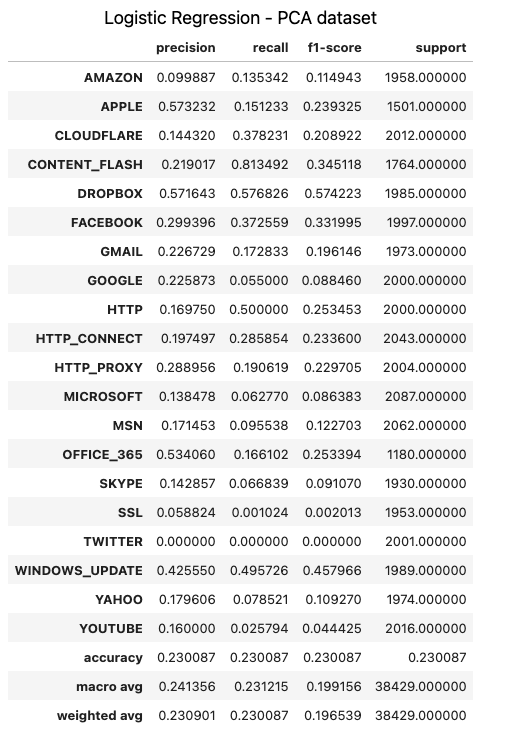 Logistic Regression - PCA dataset
precision recall f1-score support
AMAZON 0.099887 0.135342 0.114943 1958.000000
APPLE 0.573232 0.151233 0.239325 1501.000000
CLOUDFLARE 0.144320 0.378231 0.208922 2012.000000
CONTENT_FLASH 0.219017 0.813492 0.345118 1764.000000
DROPBOX 0.571643 0.576826 0.574223 1985.000000
FACEBOOK 0.299396 0.372559 0.331995 1997.000000
GMAIL 0.226729 0.172833 0.196146 1973.000000
GOOGLE 0.225873 0.055000 0.088460 2000.000000
HTTP 0.169750 0.500000 0.253453 2000.000000
HTTP_CONNECT 0.197497 0.285854 0.233600 2043.000000
HTTP_PROXY 0.288956 0.190619 0.229705 2004.000000
MICROSOFT 0.138478 0.062770 0.086383 2087.000000
MSN 0.171453 0.095538 0.122703 2062.000000
OFFICE_365 0.534060 0.166102 0.253394 1180.000000
SKYPE 0.142857 0.066839 0.091070 1930.000000
SSL 0.058824 0.001024 0.002013 1953.000000
TWITTER 0.000000 0.000000 0.000000 2001.000000
WINDOWS_UPDATE 0.425550 0.495726 0.457966 1989.000000
YAHOO 0.179606 0.078521 0.109270 1974.000000
YOUTUBE 0.160000 0.025794 0.044425 2016.000000
accuracy 0.230087 0.230087 0.230087 0.230087
macro avg 0.241356 0.231215 0.199156 38429.000000
weighted avg 0.230901 0.230087 0.196539 38429.000000